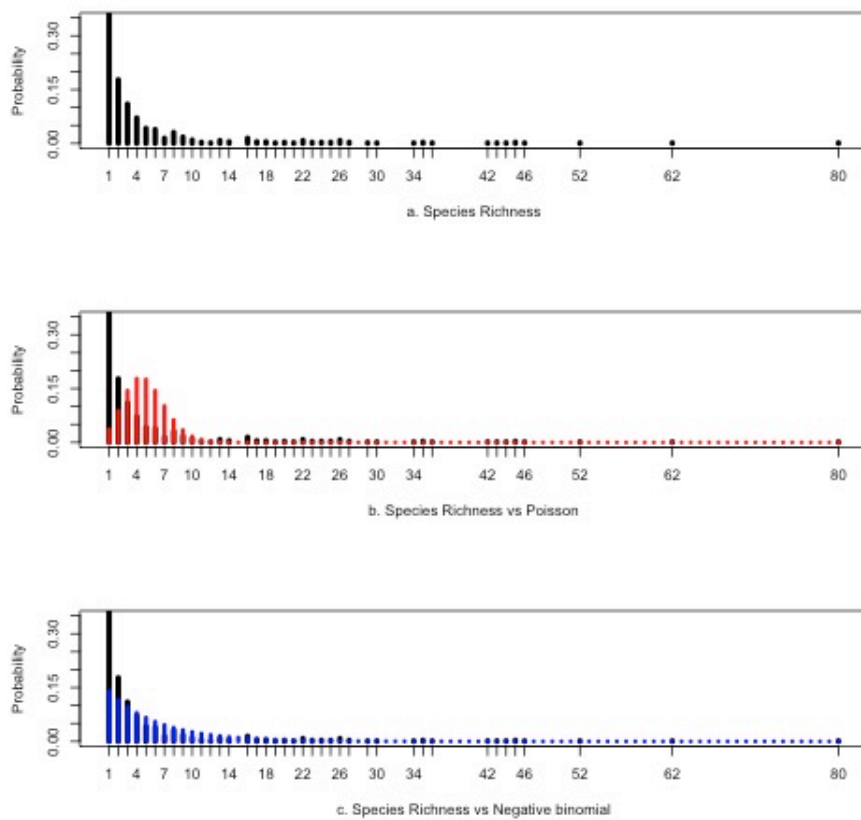 Probability
0.30
0.15
0.00
1 4 7 10 14 18 22 26 30 34 42 46 52 62 80
a. Species Richness
Probability
0.30
0.15
0.00
1 4 7 10 14 18 22 26 30 34 42 46 52 62 80
b. Species Richness vs Poisson
Probability
0.30
0.15
0.00
1 4 7 10 14 18 22 26 30 34 42 46 52 62 80
c. Species Richness vs Negative binomial